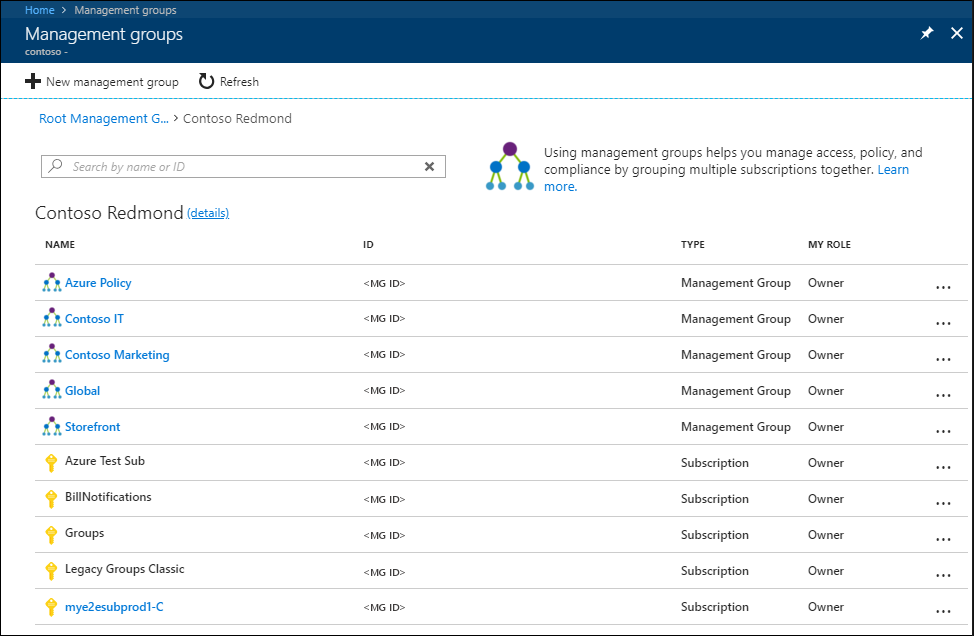 Home > Management groups
Management groups
contoso -
New management group Refresh
Root Management G... > Contoso Redmond
Search by name or ID
Using management groups helps you manage access, policy, and
compliance by grouping multiple subscriptions together. Learn
more.
Contoso Redmond (details)
NAME ID TYPE MY ROLE
Azure Policy <MG ID> Management Group Owner ...
Contoso IT <MG ID> Management Group Owner ...
Contoso Marketing <MG ID> Management Group Owner ...
Global <MG ID> Management Group Owner ...
Storefront <MG ID> Management Group Owner ...
Azure Test Sub <MG ID> Subscription Owner ...
BillNotifications <MG ID> Subscription Owner ...
Groups <MG ID> Subscription Owner ...
Legacy Groups Classic <MG ID> Subscription Owner ...
mye2esubprod1-C <MG ID> Subscription Owner ...